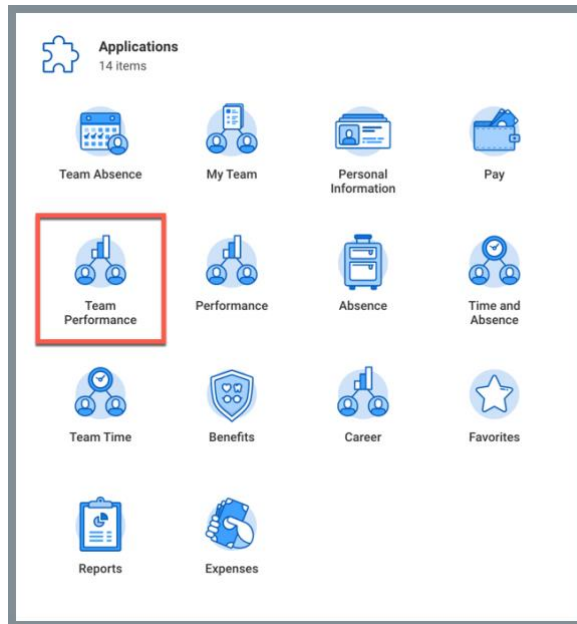 Applications
14 items
Team Absence
My Team
Personal
Information
Pay
Team
Performance
Performance
Absence
Time and
Absence
Team Time
Benefits
Career
Favorites
Reports
Expenses